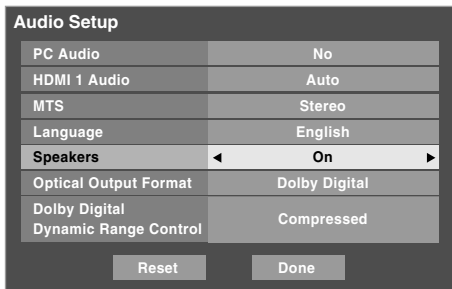 Audio Setup
PC Audio No
HDMI 1 Audio Auto
MTS Stereo
Language English
Speakers On
Optical Output Format Dolby Digital
Dolby Digital
Dynamic Range Control Compressed
Reset Done